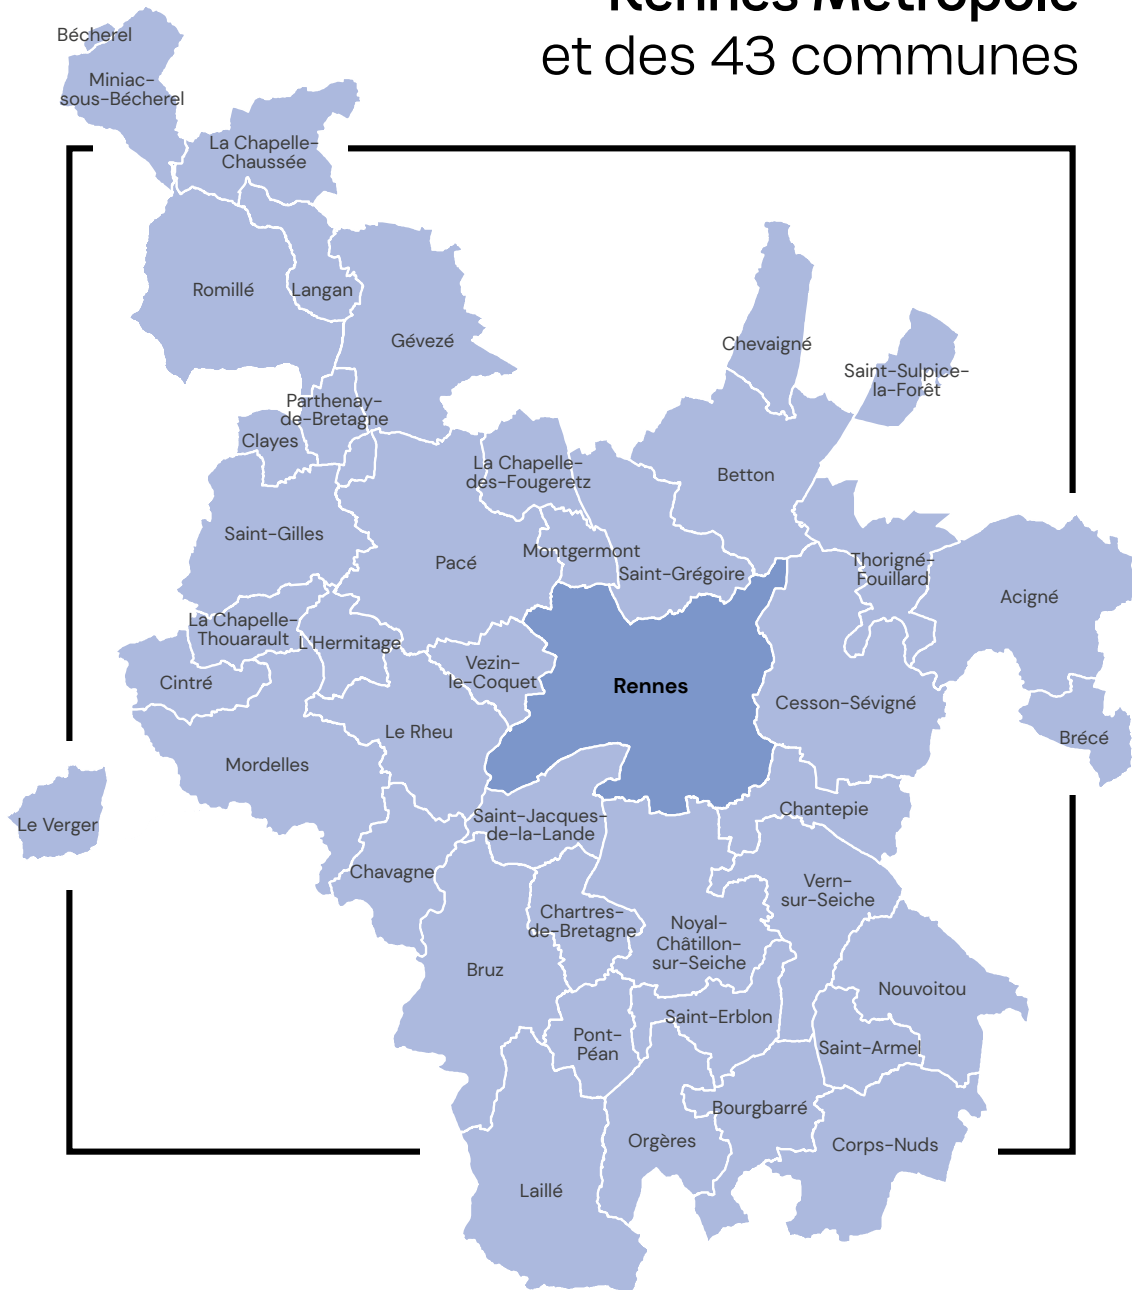 Rennes Métropole
et des 43 communes
Bécherel
Miniac-
sous-Bécherel
La Chapelle-
Chaussée
Romillé
Langan
Gévezé
Chevaigné
Saint-Sulpice-
la-Forêt
Parthenay-
de-Bretagne
Clayes
La Chapelle-
des-Fougeretz
Betton
Saint-Gilles
Pacé
Montgermont
Saint-Grégoire
Thorigné-
Fouillard
Acigné
La Chapelle-
Thouarault
L'Hermitage
Cintré
Vezin-
le-Coquet
Rennes
Cesson-Sévigné
Le Rheu
Brécé
Mordelles
Le Verger
Saint-Jacques-
de-la-Lande
Chantepie
Chavagne
Vern-
sur-Seiche
Chartres-
de-Bretagne
Noyal-
Châtillon-
sur-Seiche
Bruz
Nouvoitou
Saint-Erblon
Pont-
Péan
Saint-Armel
Bourgbarré
Orgères
Corps-Nuds
Laillé